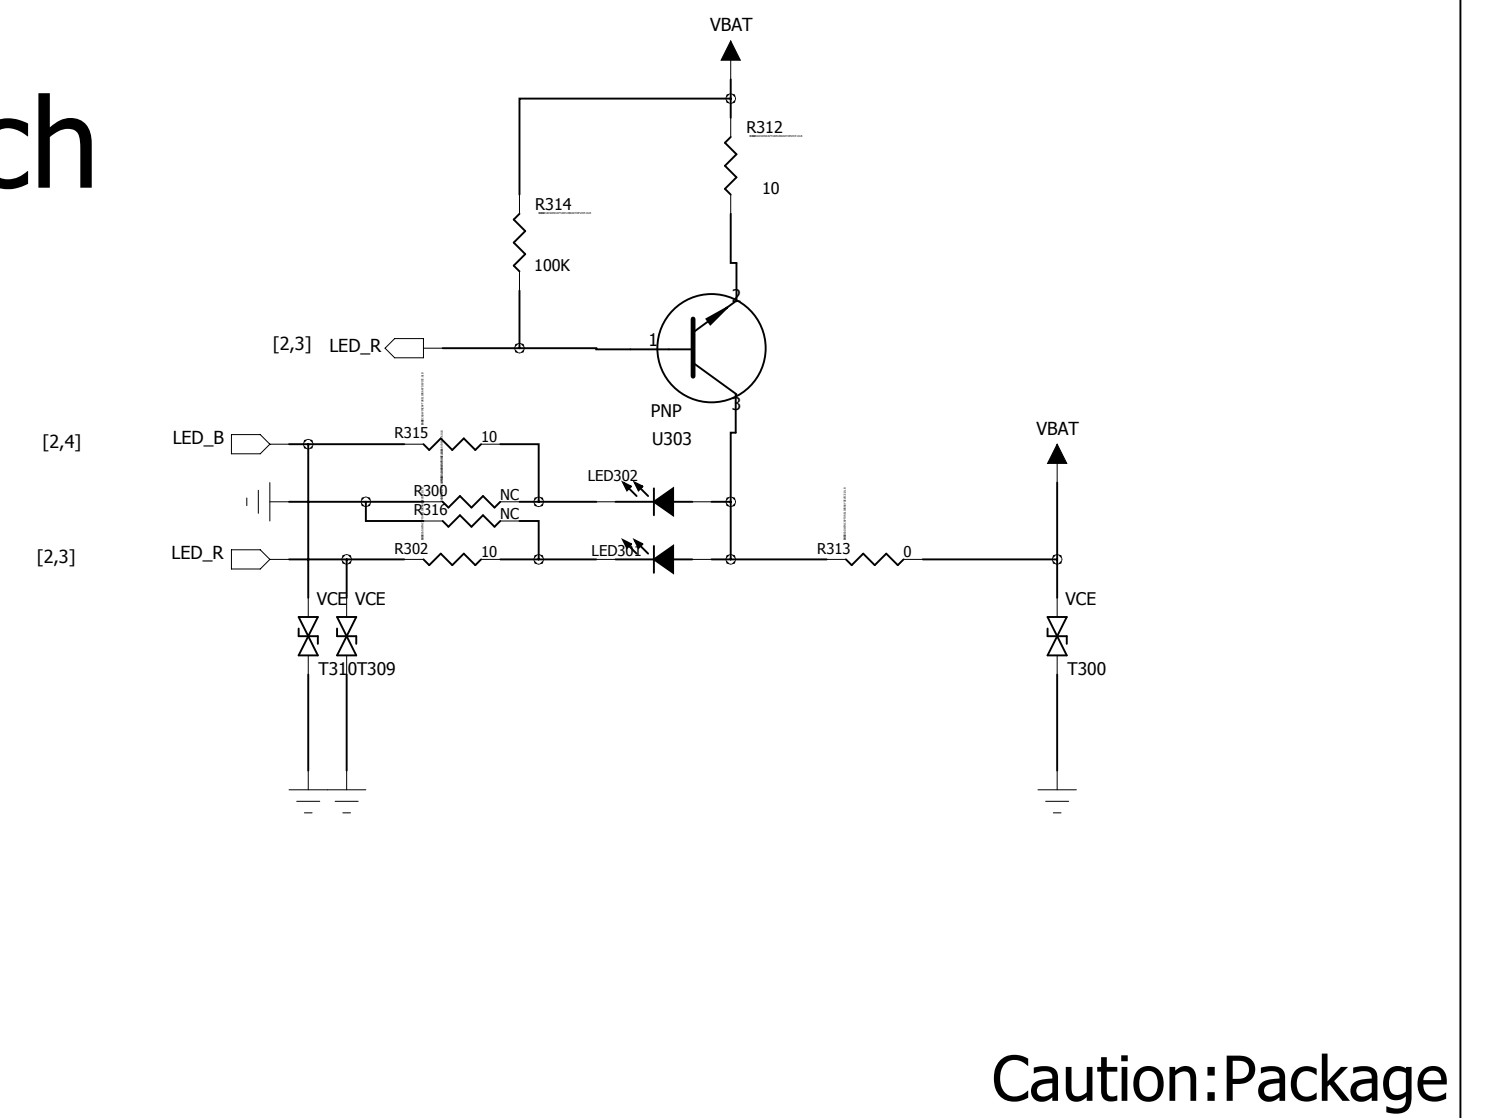 VBAT
ch
R312
10
R314
100K
2
[2,3] LED_R
1
3
PNP
U303
[2,4] LED_B
R315 10
VBAT
LED302
R300 NC
R316 NC
[2,3] LED_R
R302 10
LED301
R313 0
VCE VCE
VCE
T310T309
T300
Caution:Package